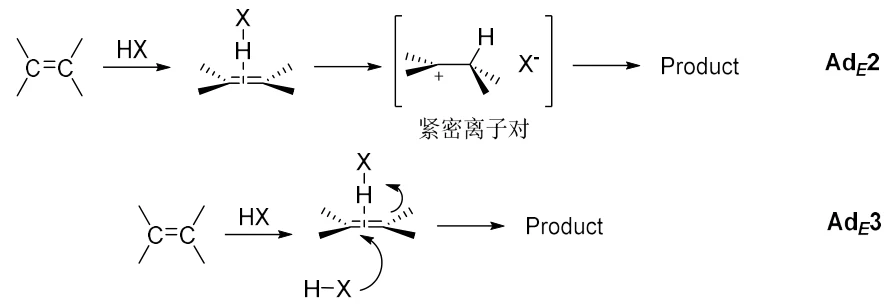 C=C HX X H H X⁻ + Product Ad_E2
紧密离子对
C=C HX X H Product Ad_E3
H–X